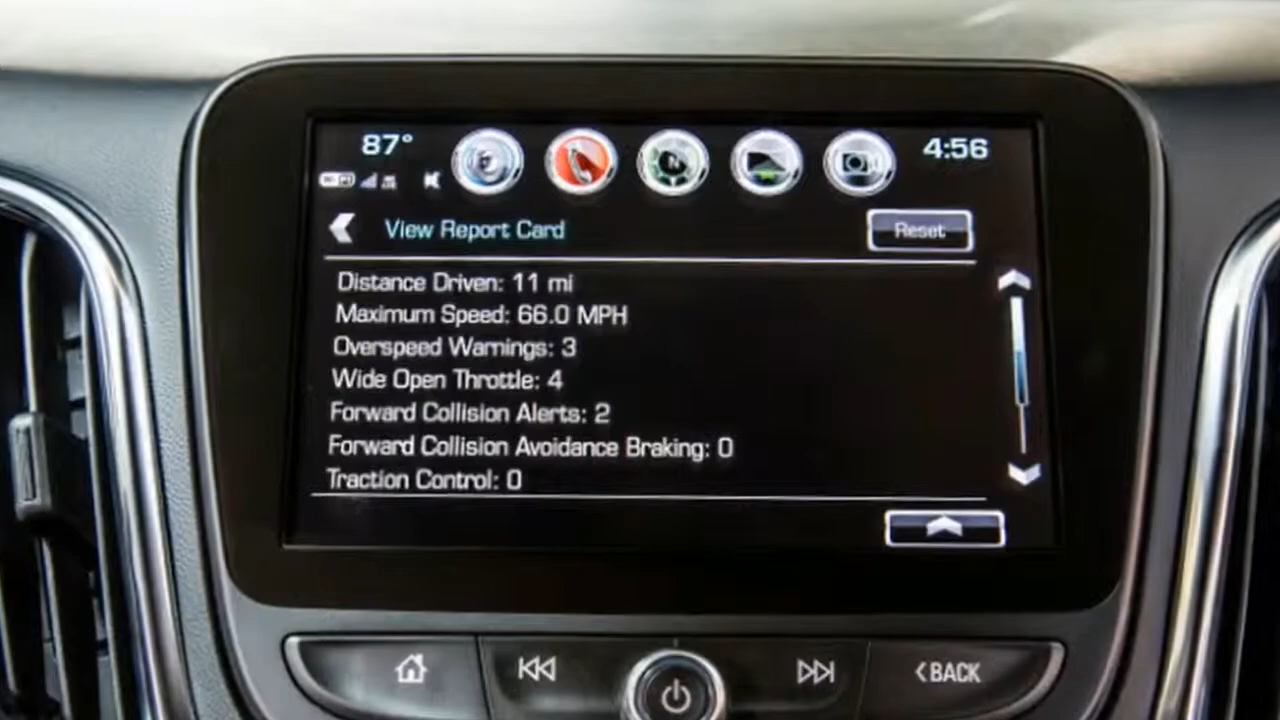 87° 4:56
View Report Card Reset
Distance Driven: 11 mi
Maximum Speed: 66.0 MPH
Overspeed Warnings: 3
Wide Open Throttle: 4
Forward Collision Alerts: 2
Forward Collision Avoidance Braking: 0
Traction Control: 0
BACK